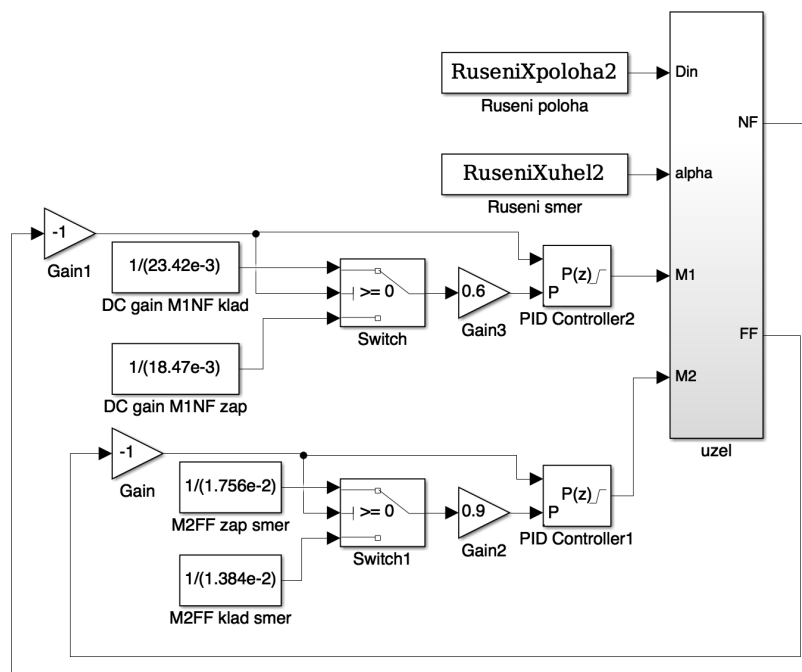 RuseniXpoloha2
Ruseni poloha
Din
NF
RuseniXuhel2
Ruseni smer
alpha
-1
Gain1
1/(23.42e-3)
DC gain M1NF klad
>= 0
Switch
0.6
Gain3
P(z)
P
PID Controller2
M1
1/(18.47e-3)
DC gain M1NF zap
FF
M2
uzel
-1
Gain
1/(1.756e-2)
M2FF zap smer
>= 0
Switch1
0.9
Gain2
P(z)
P
PID Controller1
1/(1.384e-2)
M2FF klad smer